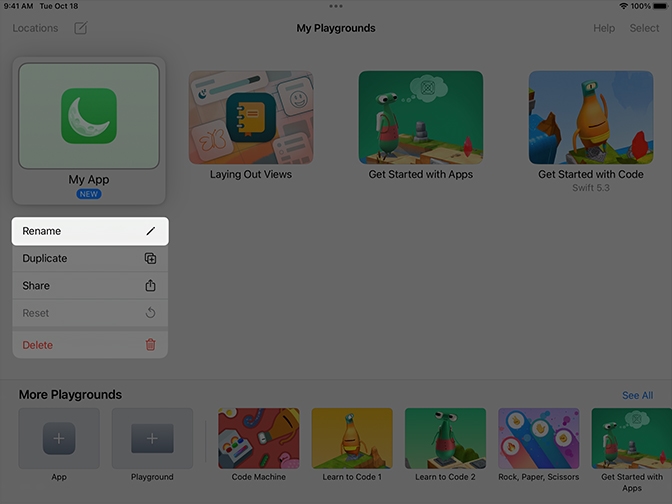 9:41 AM Tue Oct 18
100%
Locations
My Playgrounds
Help Select
My App
NEW
Laying Out Views
Get Started with Apps
Get Started with Code
Swift 5.3
Rename
Duplicate
Share
Reset
Delete
More Playgrounds
See All
App
Playground
Code Machine
Learn to Code 1
Learn to Code 2
Rock, Paper, Scissors
Get Started with
Apps